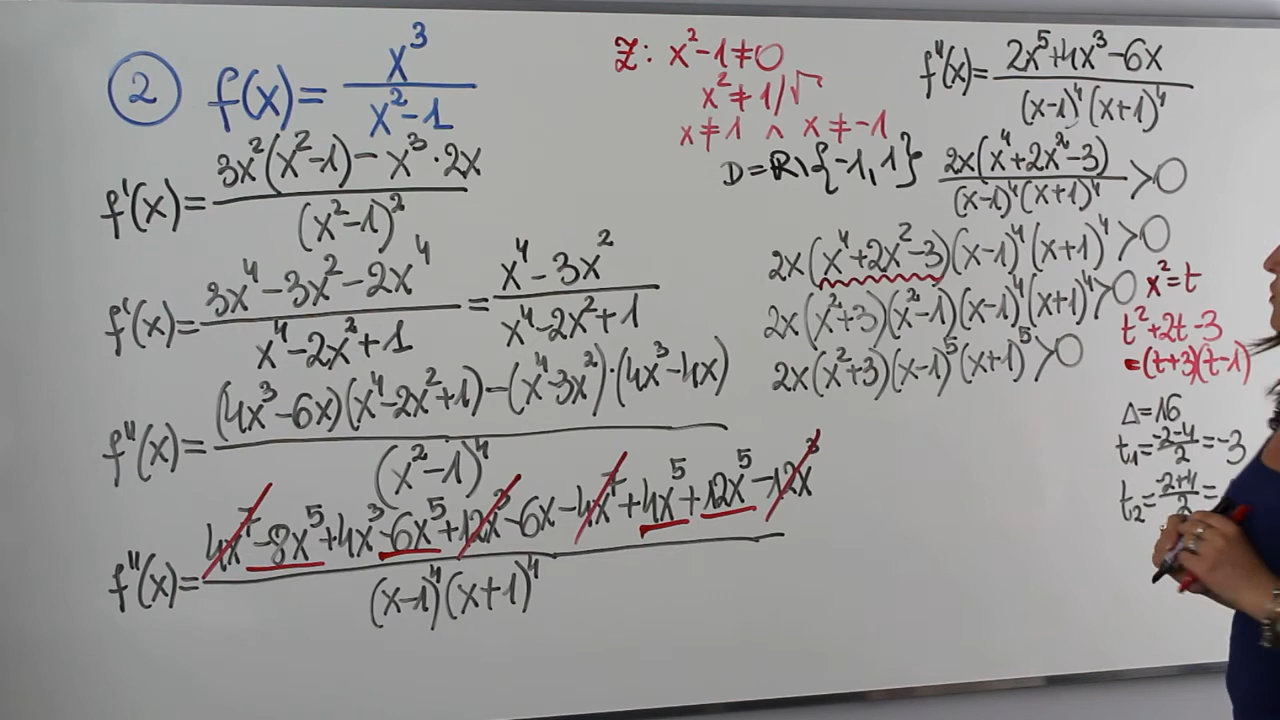 ② f(x) = x³/(x²-1)
f'(x) = (3x²(x²-1) - x³·2x)/(x²-1)²
f'(x) = (3x⁴-3x²-2x⁴)/(x⁴-2x²+1) = (x⁴-3x²)/(x⁴-2x²+1)
f''(x) = ((4x³-6x)(x⁴-2x²+1)-(x⁴-3x²)·(4x³-4x))/(x²-1)⁴
f''(x) = (4x⁷-8x⁵+4x³-6x⁵+12x³-6x-4x⁷+4x⁵+12x⁵-12x³)/((x-1)⁴(x+1)⁴)
Z: x²-1≠0
x²≠1/√
x≠1 ∧ x≠-1
D=ℝ\{-1,1}
f''(x) = (2x⁵+4x³-6x)/((x-1)⁴(x+1)⁴)
2x(x⁴+2x²-3)/((x-1)⁴(x+1)⁴) >0
2x(x⁴+2x²-3)(x-1)⁴(x+1)⁴>0
2x(x²+3)(x²-1)(x-1)⁴(x+1)⁴>0
2x(x²+3)(x-1)⁵(x+1)⁵>0
x²=t
t²+2t-3
=(t+3)(t-1)
Δ=16
t₁=(-2-4)/2=-3
t₂=(-2+4)/2=